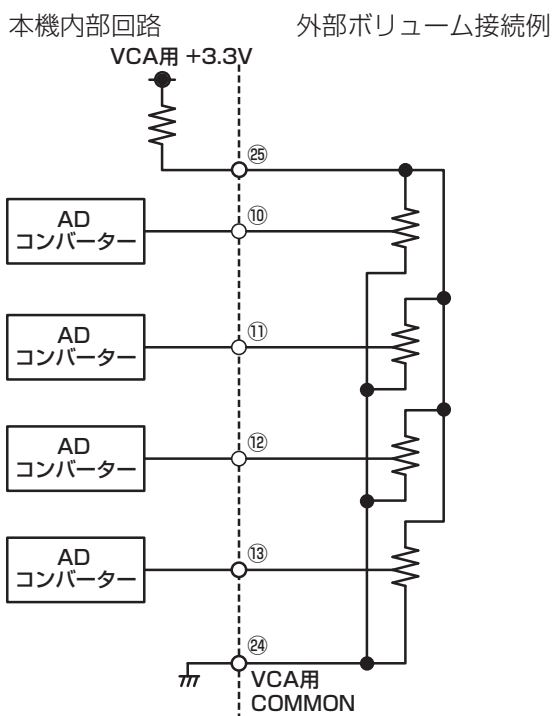 本機内部回路
外部ボリューム接続例
VCA用 +3.3V
㉕
AD
コンバーター
⑩
AD
コンバーター
⑪
AD
コンバーター
⑫
AD
コンバーター
⑬
㉔
VCA用
COMMON